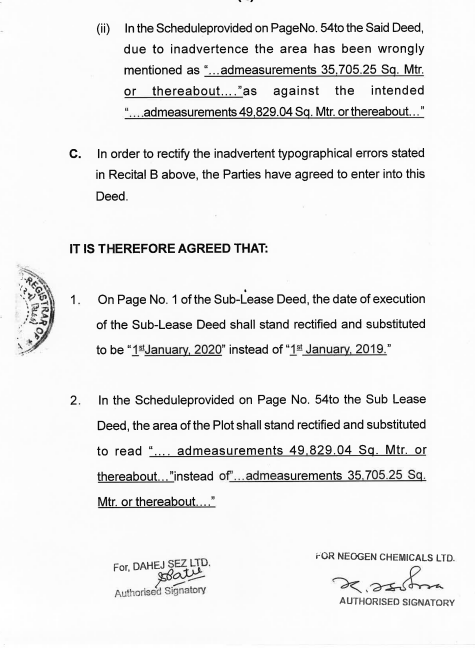 (ii) In the Scheduleprovided on PageNo. 54to the Said Deed,
due to inadvertence the area has been wrongly
mentioned as “...admeasurements 35,705.25 Sq. Mtr.
or thereabout....”as against the intended
“....admeasurements 49,829.04 Sq. Mtr. or thereabout...”
C. In order to rectify the inadvertent typographical errors stated
in Recital B above, the Parties have agreed to enter into this
Deed.
IT IS THEREFORE AGREED THAT:
1. On Page No. 1 of the Sub-Lease Deed, the date of execution
of the Sub-Lease Deed shall stand rectified and substituted
to be “1st January, 2020” instead of “1st January, 2019.”
2. In the Scheduleprovided on Page No. 54to the Sub Lease
Deed, the area of the Plot shall stand rectified and substituted
to read “.... admeasurements 49,829.04 Sq. Mtr. or
thereabout...”instead of”...admeasurements 35,705.25 Sq.
Mtr. or thereabout....”
REGISTRAR OF
For, DAHEJ SEZ LTD.
Authorised Signatory
FOR NEOGEN CHEMICALS LTD.
AUTHORISED SIGNATORY